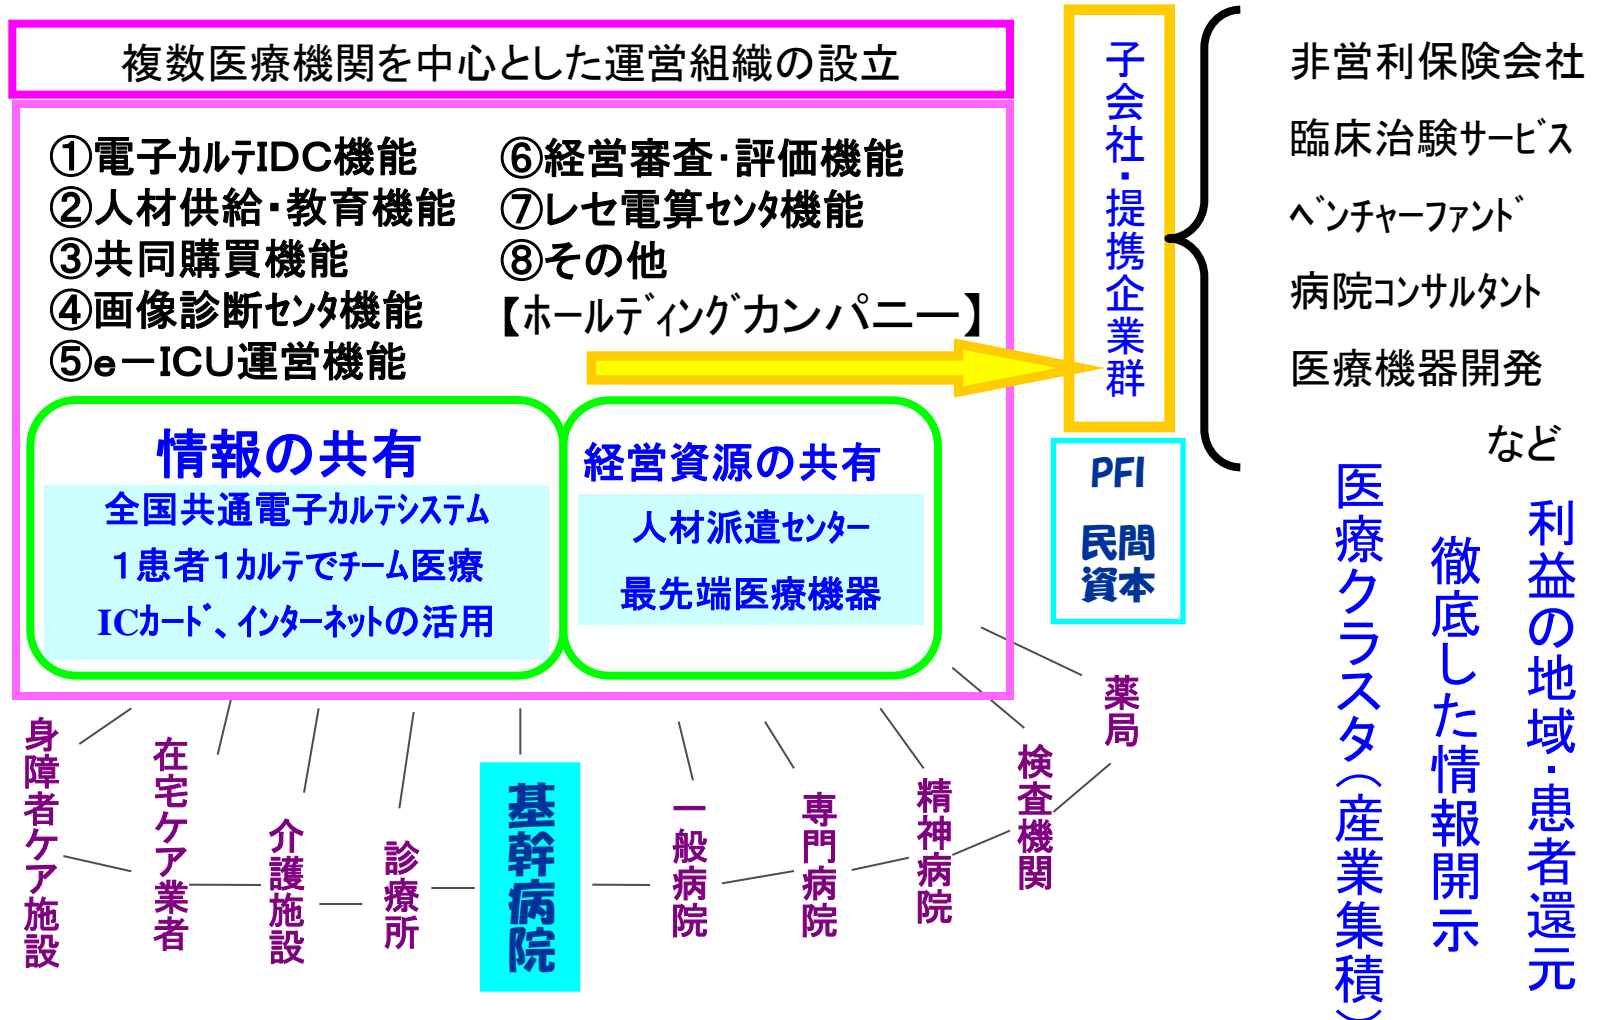 複数医療機関を中心とした運営組織の設立
①電子ｶﾙﾃIDC機能
②人材供給・教育機能
③共同購買機能
④画像診断ｾﾝﾀ機能
⑤e－ICU運営機能
⑥経営審査・評価機能
⑦レセ電算ｾﾝﾀ機能
⑧その他
【ﾎｰﾙﾃﾞｨﾝｸﾞカンパニー】
情報の共有
全国共通電子ｶﾙﾃｼｽﾃﾑ
１患者１ｶﾙﾃでﾁｰﾑ医療
ICｶｰﾄﾞ、ｲﾝﾀｰﾈｯﾄの活用
経営資源の共有
人材派遣ｾﾝﾀｰ
最先端医療機器
子会社・提携企業群
PFI
民間
資本
非営利保険会社
臨床治験ｻｰﾋﾞｽ
ﾍﾞﾝﾁｬｰﾌｧﾝﾄﾞ
病院ｺﾝｻﾙﾀﾝﾄ
医療機器開発
など
利益の地域・患者還元
徹底した情報開示
医療クラスタ（産業集積）
身障者ケア施設
在宅ケア業者
介護施設
診療所
基幹病院
一般病院
専門病院
精神病院
検査機関
薬局